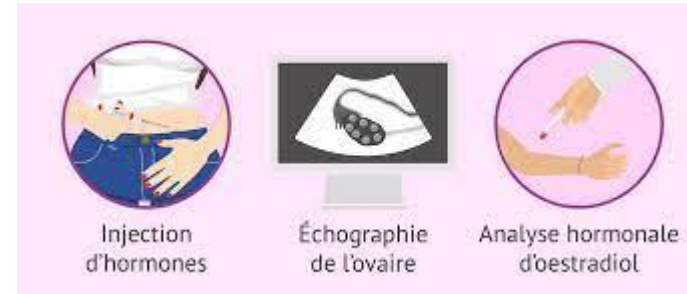 Injection
d'hormones
Échographie
de l'ovaire
Analyse hormonale
d'oestradiol